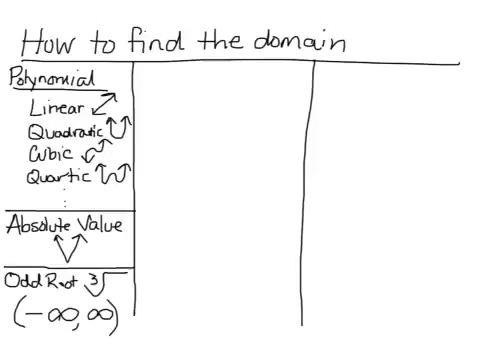 How to find the domain
Polynomial
Linear
Quadratic
Cubic
Quartic
Absolute Value
Odd Root ∛
(-∞, ∞)